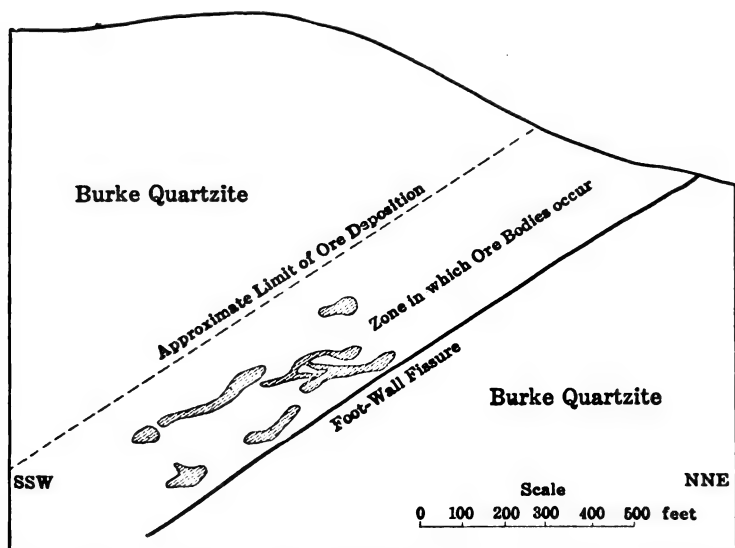 Burke Quartzite
Approximate Limit of Ore Deposition
Zone in which Ore Bodies occur
Foot-Wall Fissure
Burke Quartzite
SSW
NNE
Scale
0 100 200 300 400 500 feet